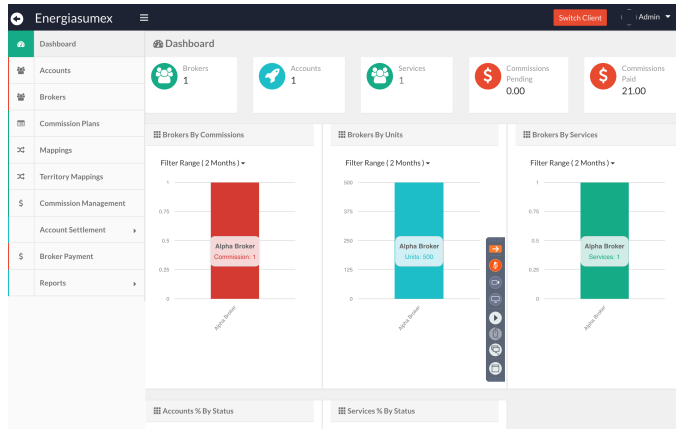 Energiasumex
Switch Client
Admin
Dashboard
Accounts
Brokers
Commission Plans
Mappings
Territory Mappings
Commission Management
Account Settlement
Broker Payment
Reports
Dashboard
Brokers
1
Accounts
1
Services
1
Commissions
Pending
0.00
Commissions
Paid
21.00
Brokers By Commissions
Filter Range ( 2 Months )
1
0.75
0.5
0.25
0
Alpha Broker
Commission: 1
Alpha Broker
Brokers By Units
Filter Range ( 2 Months )
500
375
250
125
0
Alpha Broker
Units: 500
Alpha Broker
Brokers By Services
Filter Range ( 2 Months )
1
0.75
0.5
0.25
0
Alpha Broker
Services: 1
Alpha Broker
Accounts % By Status
Services % By Status